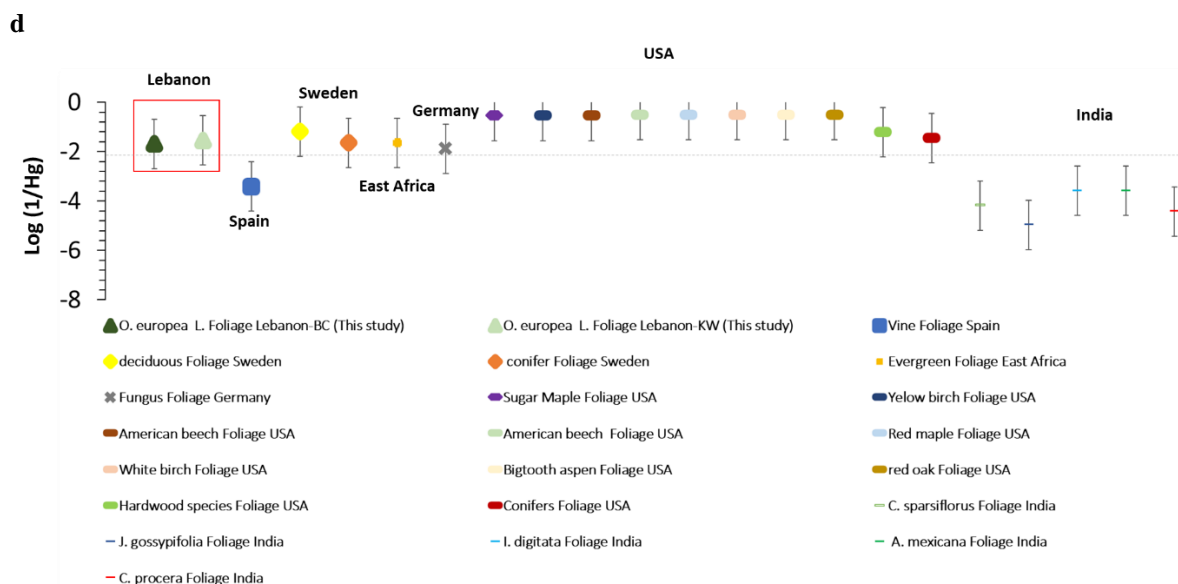 d
USA
Lebanon
Sweden
Germany
India
East Africa
Spain
Log (1/Hg)
0
-2
-4
-6
-8
O. europea L. Foliage Lebanon-BC (This study)
O. europea L. Foliage Lebanon-KW (This study)
Vine Foliage Spain
deciduous Foliage Sweden
conifer Foliage Sweden
Evergreen Foliage East Africa
Fungus Foliage Germany
Sugar Maple Foliage USA
Yelow birch Foliage USA
American beech Foliage USA
American beech Foliage USA
Red maple Foliage USA
White birch Foliage USA
Bigtooth aspen Foliage USA
red oak Foliage USA
Hardwood species Foliage USA
Conifers Foliage USA
C. sparsiflorus Foliage India
J. gossypifolia Foliage India
I. digitata Foliage India
A. mexicana Foliage India
C. procera Foliage India